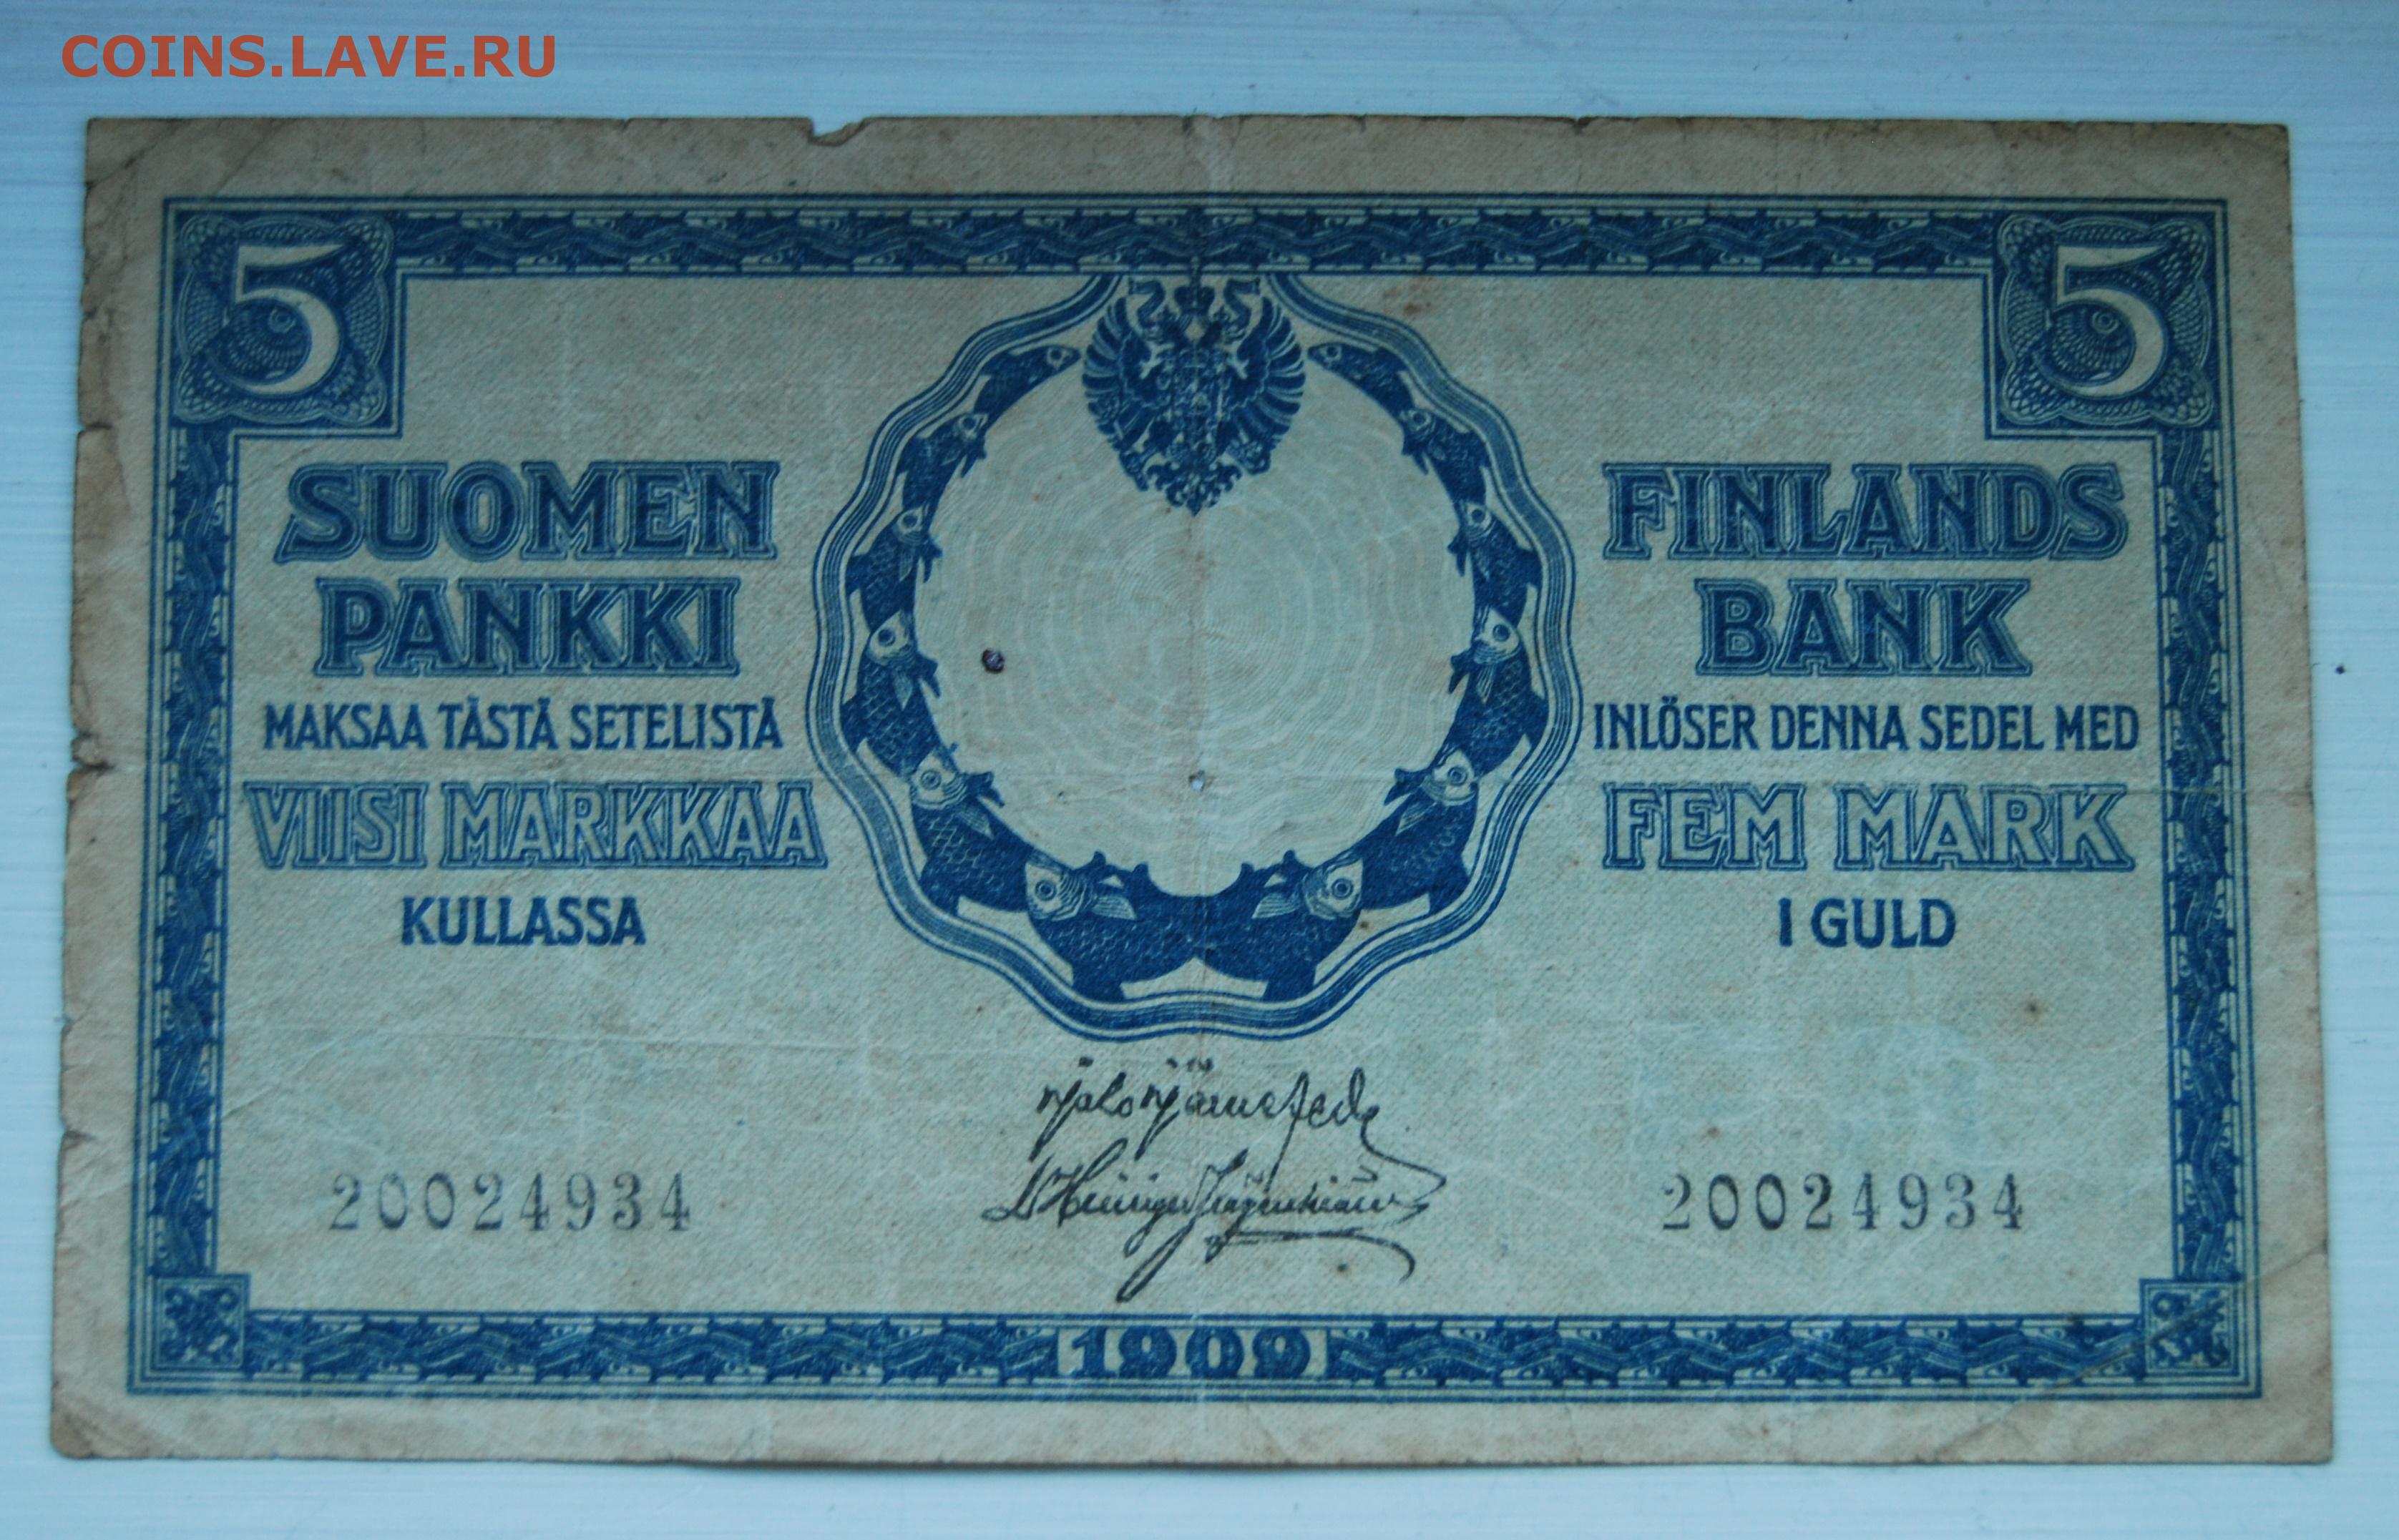 COINS.LAVE.RU
5
5
SUOMEN
PANKKI
MAKSAA TÄSTÄ SETELISTÄ
VIISI MARKKAA
KULLASSA
FINLANDS
BANK
INLÖSER DENNA SEDEL MED
FEM MARK
I GULD
20024934
20024934
1909